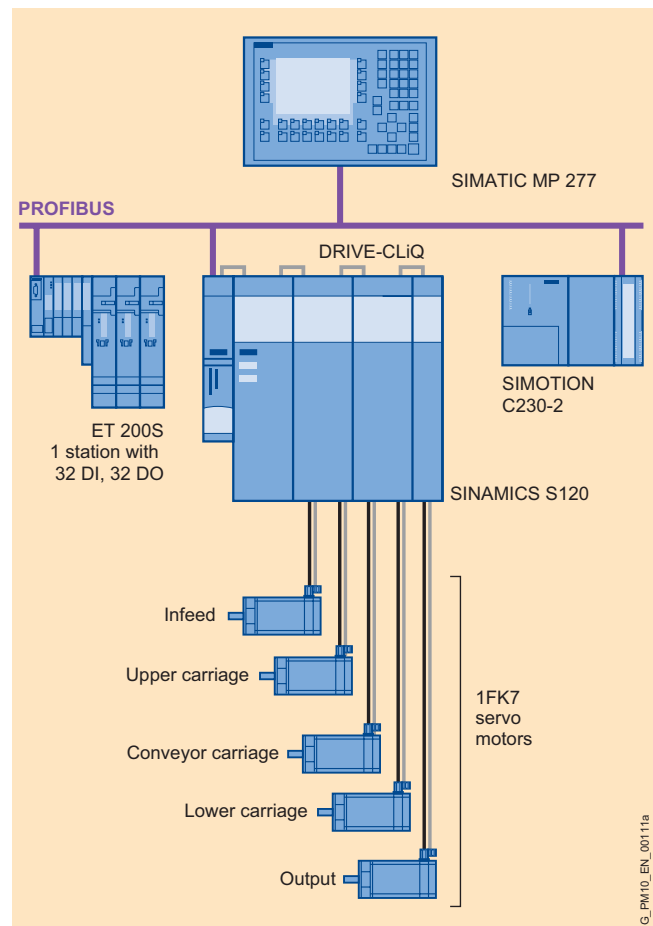 SIMATIC MP 277
PROFIBUS
DRIVE-CLiQ
ET 200S
1 station with
32 DI, 32 DO
SIMOTION
C230-2
SINAMICS S120
Infeed
Upper carriage
Conveyor carriage
Lower carriage
Output
1FK7
servo
motors
G_PM10_EN_00111a